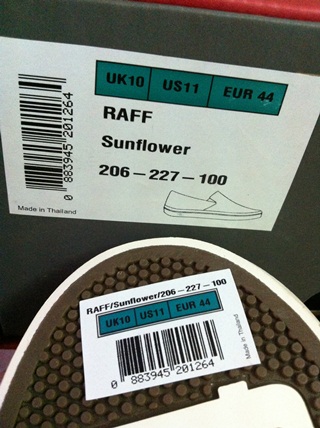 UK10 US11 EUR 44
RAFF
Sunflower
206-227-100
0 883945 201264
Made in Thailand
RAFF/Sunflower/206-227-100
UK10 US11 EUR 44
0 883945 201264
Made in Thailand